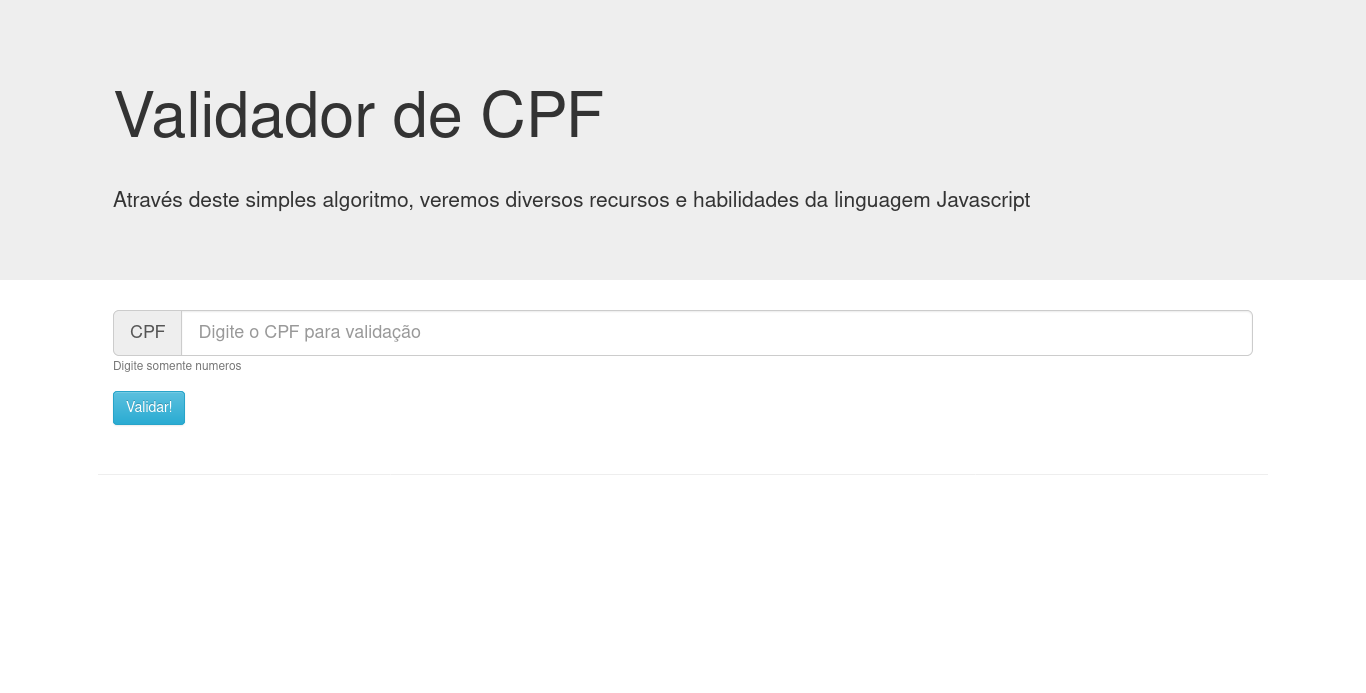 Validador de CPF
Através deste simples algoritmo, veremos diversos recursos e habilidades da linguagem Javascript
CPF Digite o CPF para validação
Digite somente numeros
Validar!